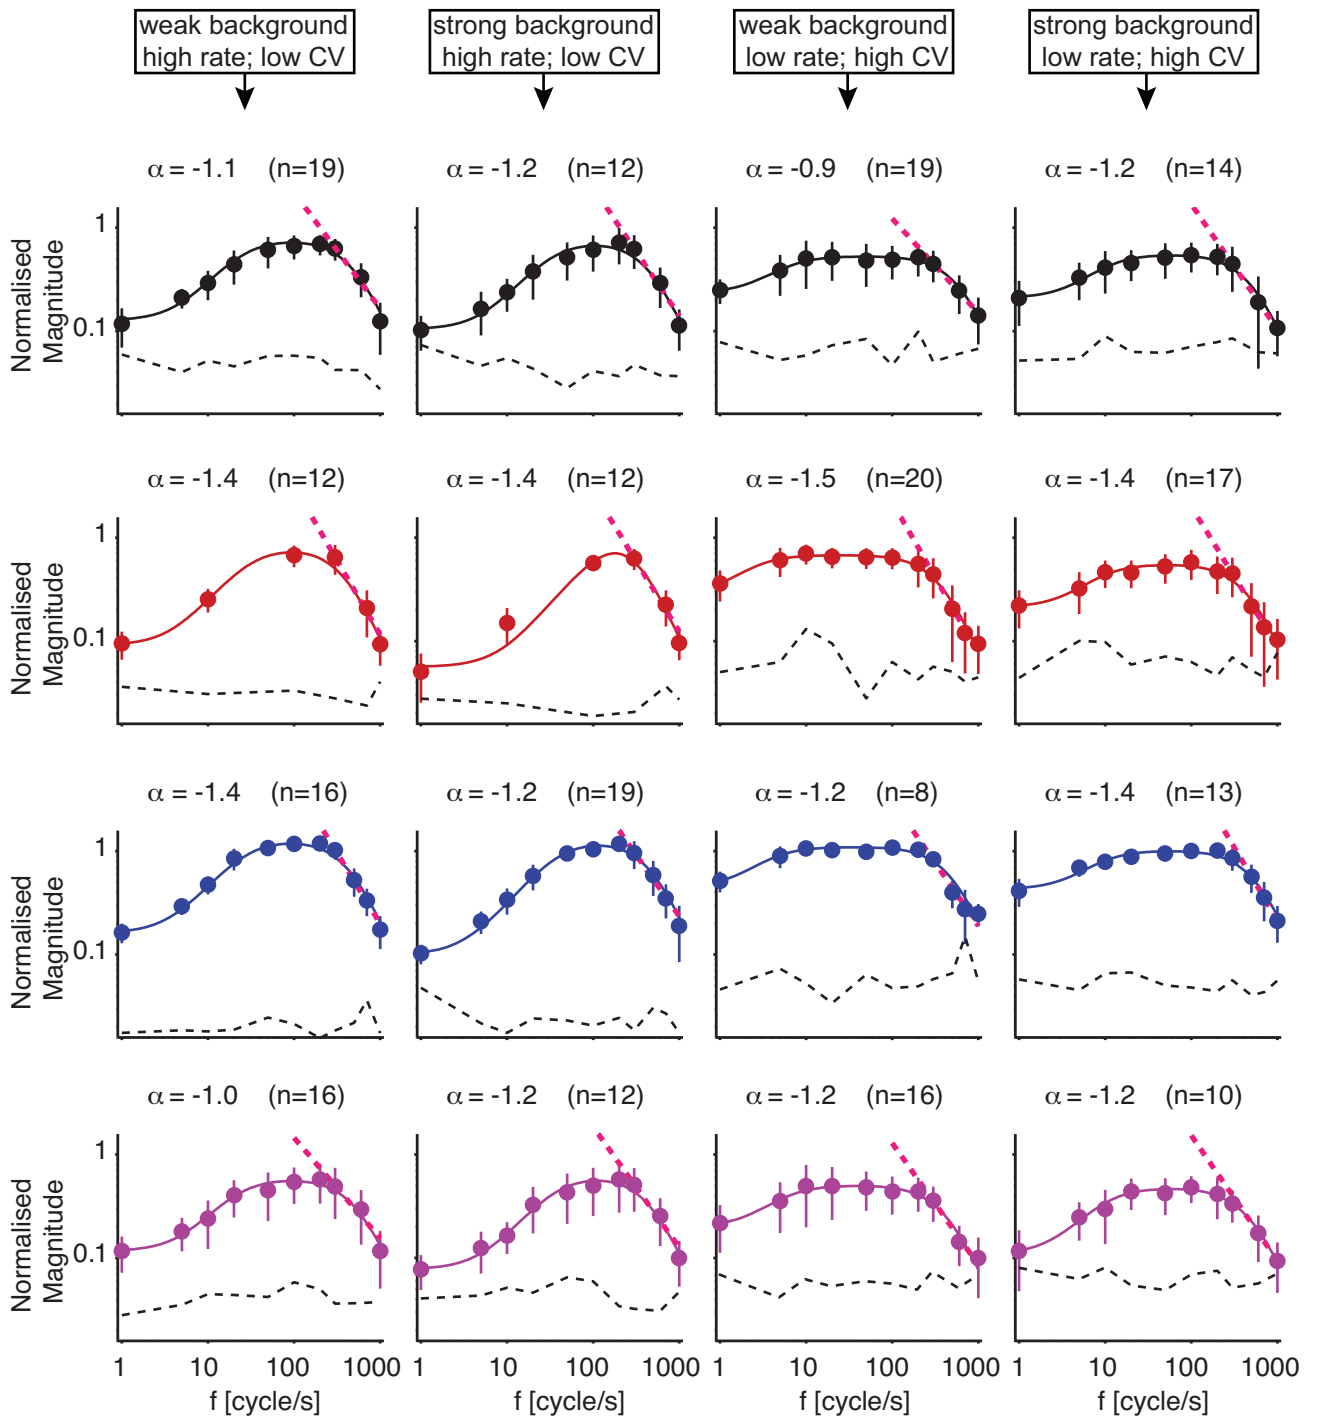 weak background
high rate; low CV
strong background
high rate; low CV
weak background
low rate; high CV
strong background
low rate; high CV
α = -1.1 (n=19)
α = -1.2 (n=12)
α = -0.9 (n=19)
α = -1.2 (n=14)
Normalised
Magnitude
1
0.1
α = -1.4 (n=12)
α = -1.4 (n=12)
α = -1.5 (n=20)
α = -1.4 (n=17)
Normalised
Magnitude
1
0.1
α = -1.4 (n=16)
α = -1.2 (n=19)
α = -1.2 (n=8)
α = -1.4 (n=13)
Normalised
Magnitude
1
0.1
α = -1.0 (n=16)
α = -1.2 (n=12)
α = -1.2 (n=16)
α = -1.2 (n=10)
Normalised
Magnitude
1
0.1
1 10 100 1000
1 10 100 1000
1 10 100 1000
1 10 100 1000
f [cycle/s]
f [cycle/s]
f [cycle/s]
f [cycle/s]